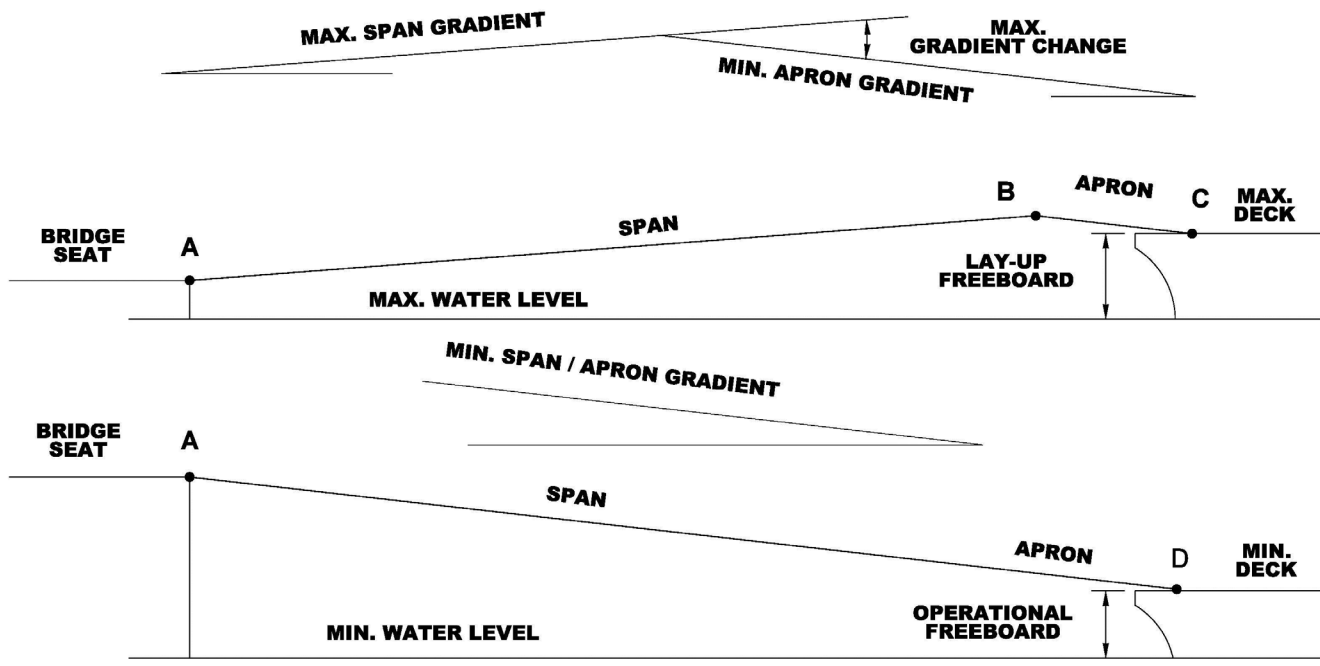 MAX. SPAN GRADIENT
MAX.
GRADIENT CHANGE
MIN. APRON GRADIENT
BRIDGE
SEAT
A
SPAN
B
APRON
C
MAX.
DECK
LAY-UP
FREEBOARD
MAX. WATER LEVEL
MIN. SPAN / APRON GRADIENT
BRIDGE
SEAT
A
SPAN
APRON
D
MIN.
DECK
OPERATIONAL
FREEBOARD
MIN. WATER LEVEL